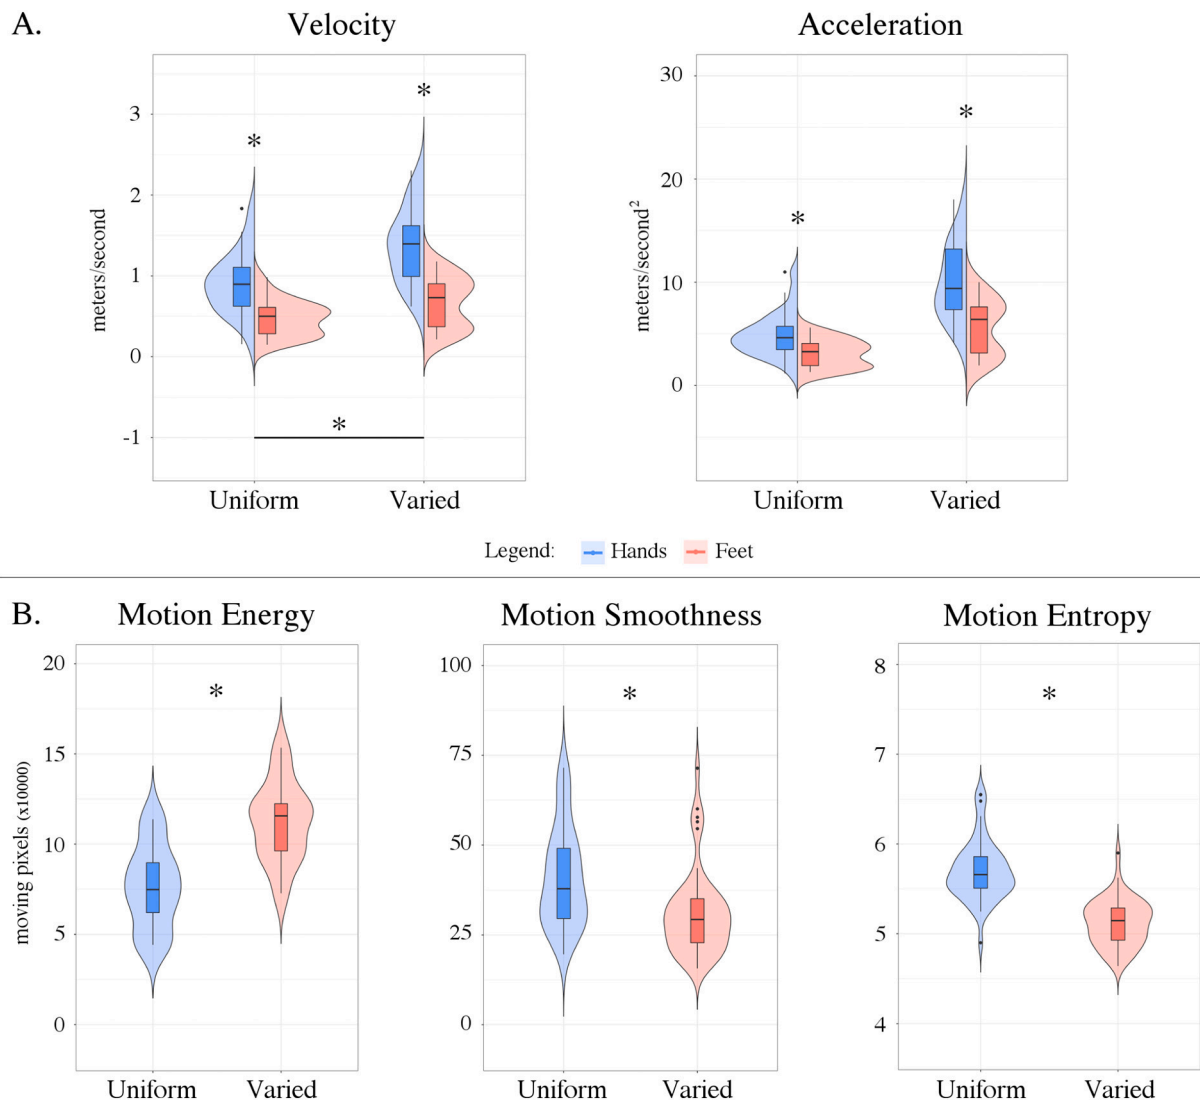 A.
Velocity
Acceleration
meters/second
3
2
1
0
-1
*
*
*
Uniform
Varied
meters/second²
30
20
10
0
*
*
Uniform
Varied
Legend: Hands Feet
B.
Motion Energy
Motion Smoothness
Motion Entropy
moving pixels (x10000)
20
15
10
5
0
*
Uniform
Varied
100
75
50
25
0
*
Uniform
Varied
8
7
6
5
4
*
Uniform
Varied